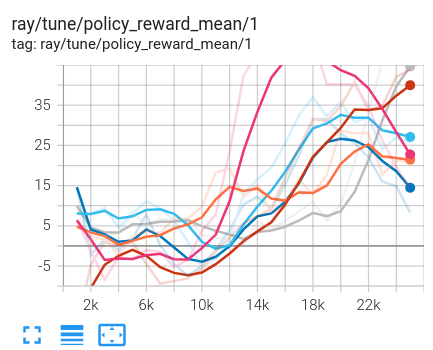 ray/tune/policy_reward_mean/1
tag: ray/tune/policy_reward_mean/1
35
25
15
5
-5
2k 6k 10k 14k 18k 22k